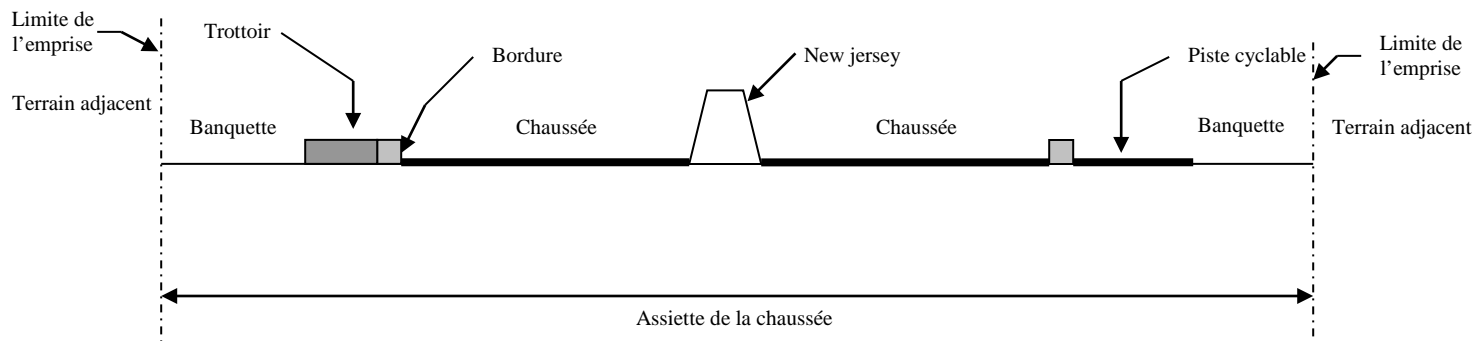 Limite de
l’emprise
Trottoir
Bordure
New jersey
Piste cyclable
Limite de
l’emprise
Terrain adjacent
Banquette
Chaussée
Chaussée
Banquette
Terrain adjacent
Assiette de la chaussée